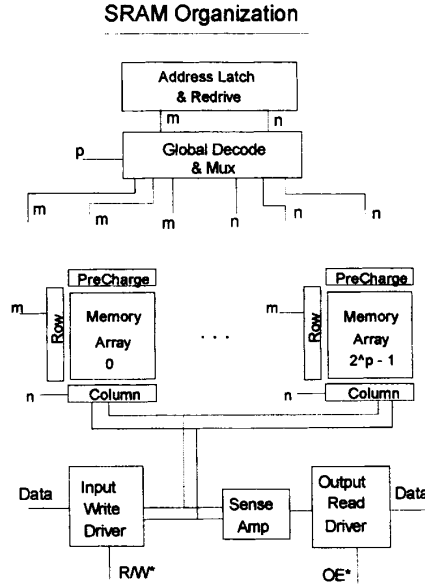 SRAM Organization
Address Latch
& Redrive
m n
p
Global Decode
& Mux
m m m n n n
PreCharge PreCharge
m Row Memory
Array
0
. . .
m Row Memory
Array
2^p - 1
n Column n Column
Data Input
Write
Driver
Sense
Amp
Output
Read
Driver
Data
R/W* OE*